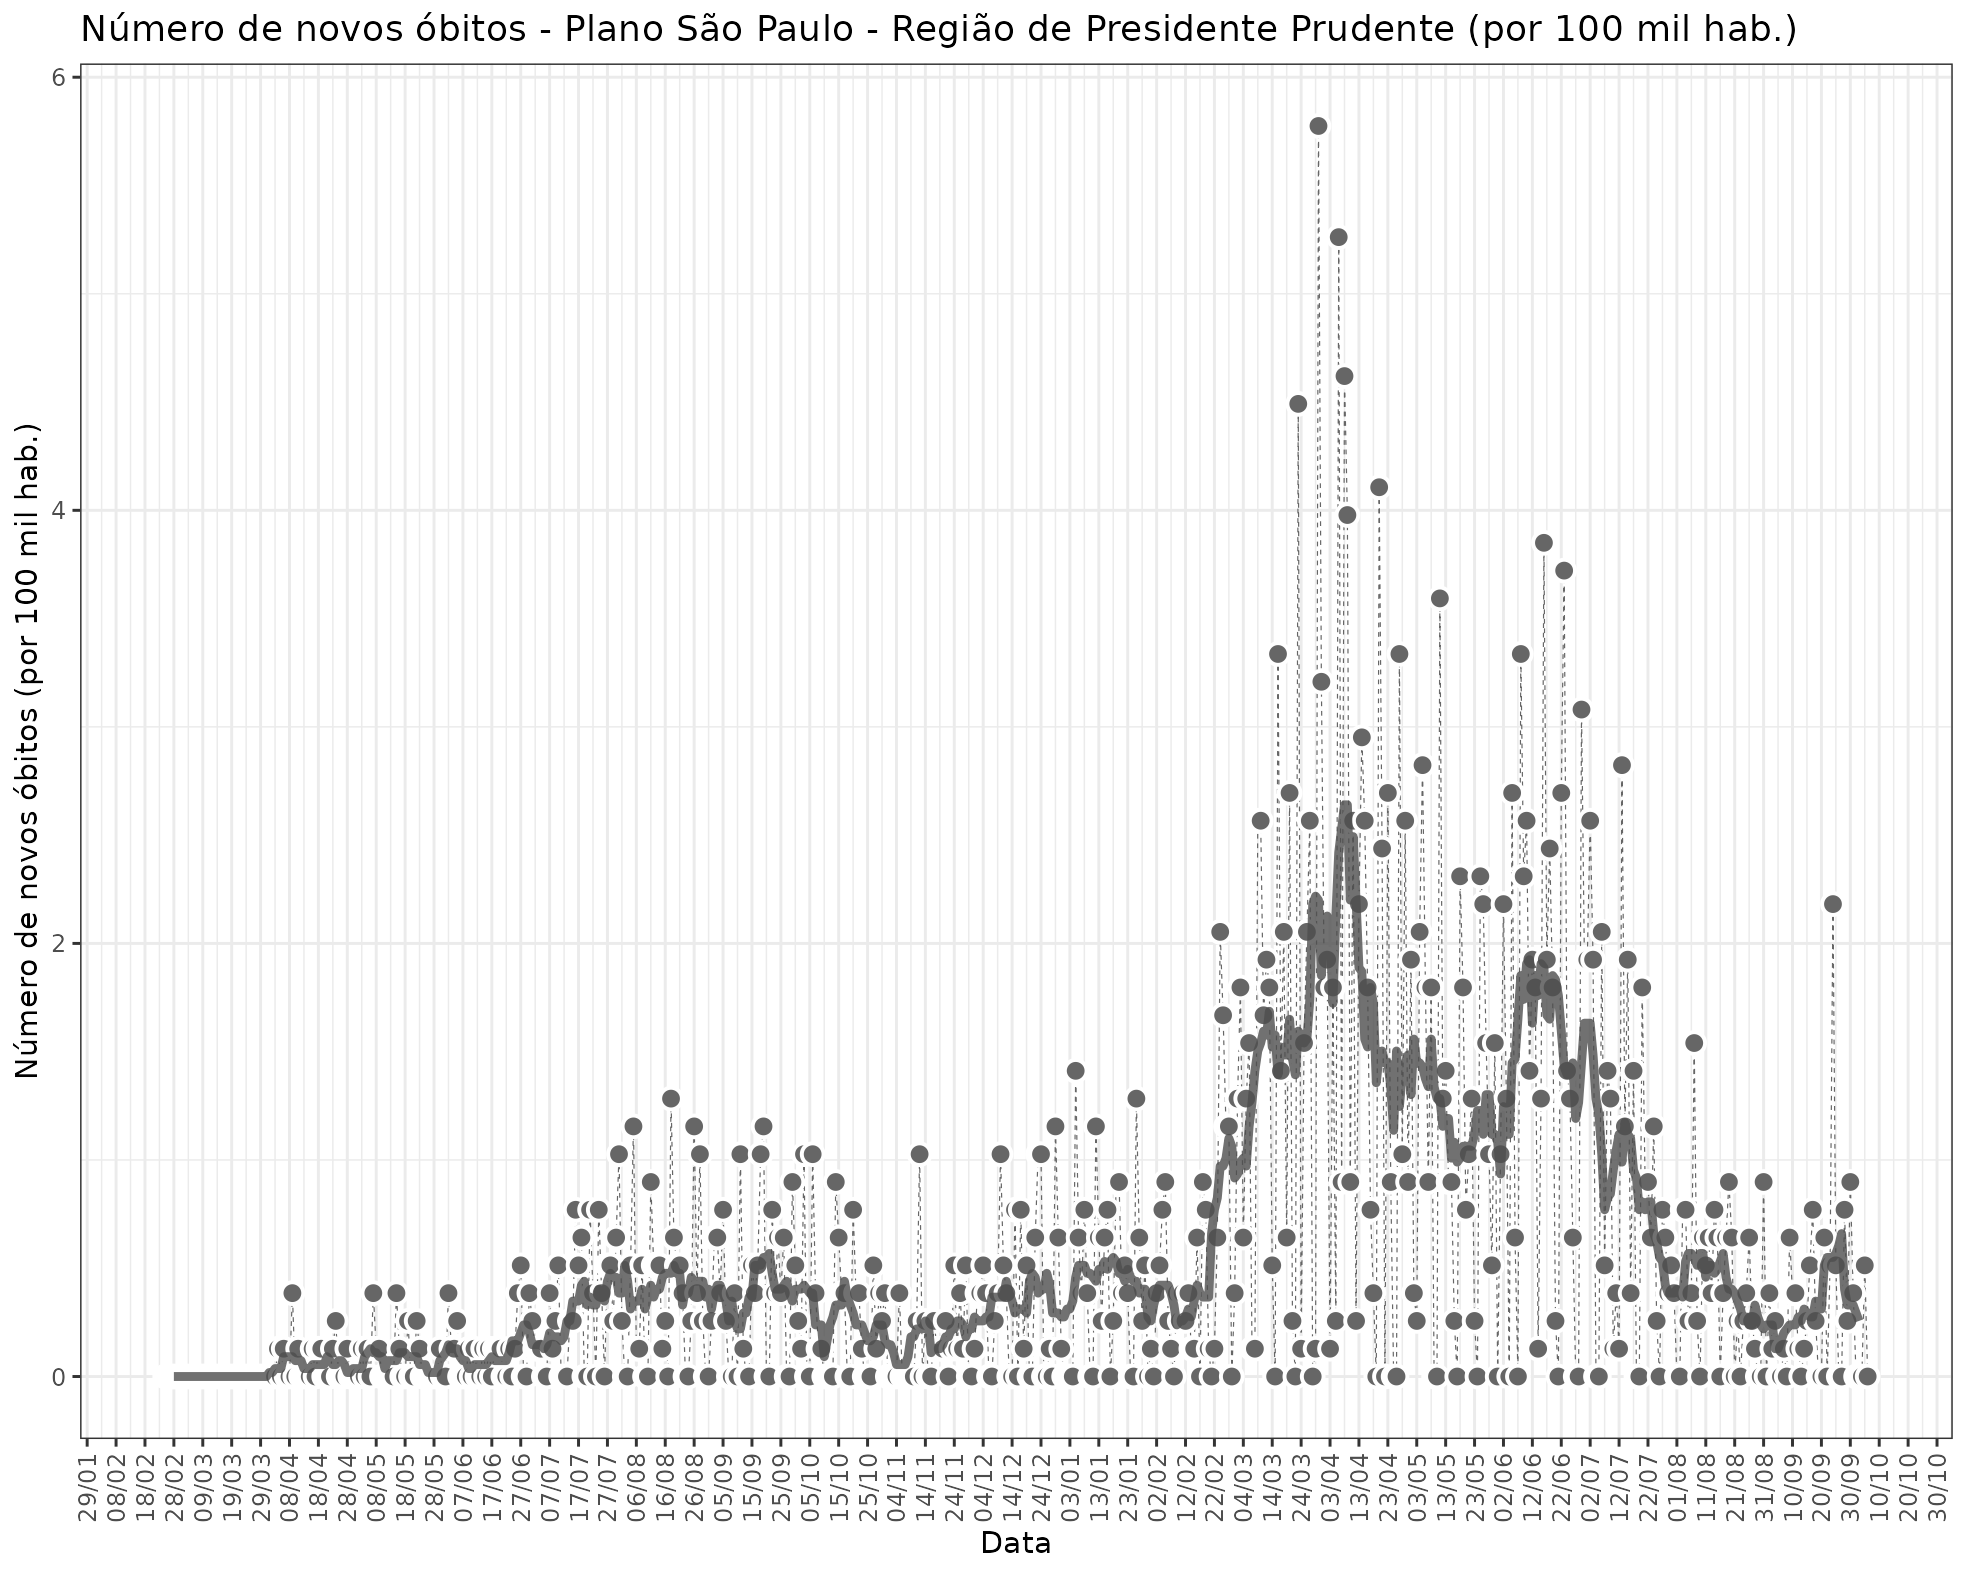 Número de novos óbitos - Plano São Paulo - Região de Presidente Prudente (por 100 mil hab.)
Número de novos óbitos (por 100 mil hab.)
6
4
2
0
29/01 08/02 18/02 28/02 09/03 19/03 29/03 08/04 18/04 28/04 08/05 18/05 28/05 07/06 17/06 27/06 07/07 17/07 27/07 06/08 16/08 26/08 05/09 15/09 25/09 05/10 15/10 25/10 04/11 14/11 24/11 04/12 14/12 24/12 03/01 13/01 23/01 02/02 12/02 22/02 04/03 14/03 24/03 03/04 13/04 23/04 03/05 13/05 23/05 02/06 12/06 22/06 02/07 12/07 22/07 01/08 11/08 21/08 31/08 10/09 20/09 30/09 10/10 20/10 30/10
Data